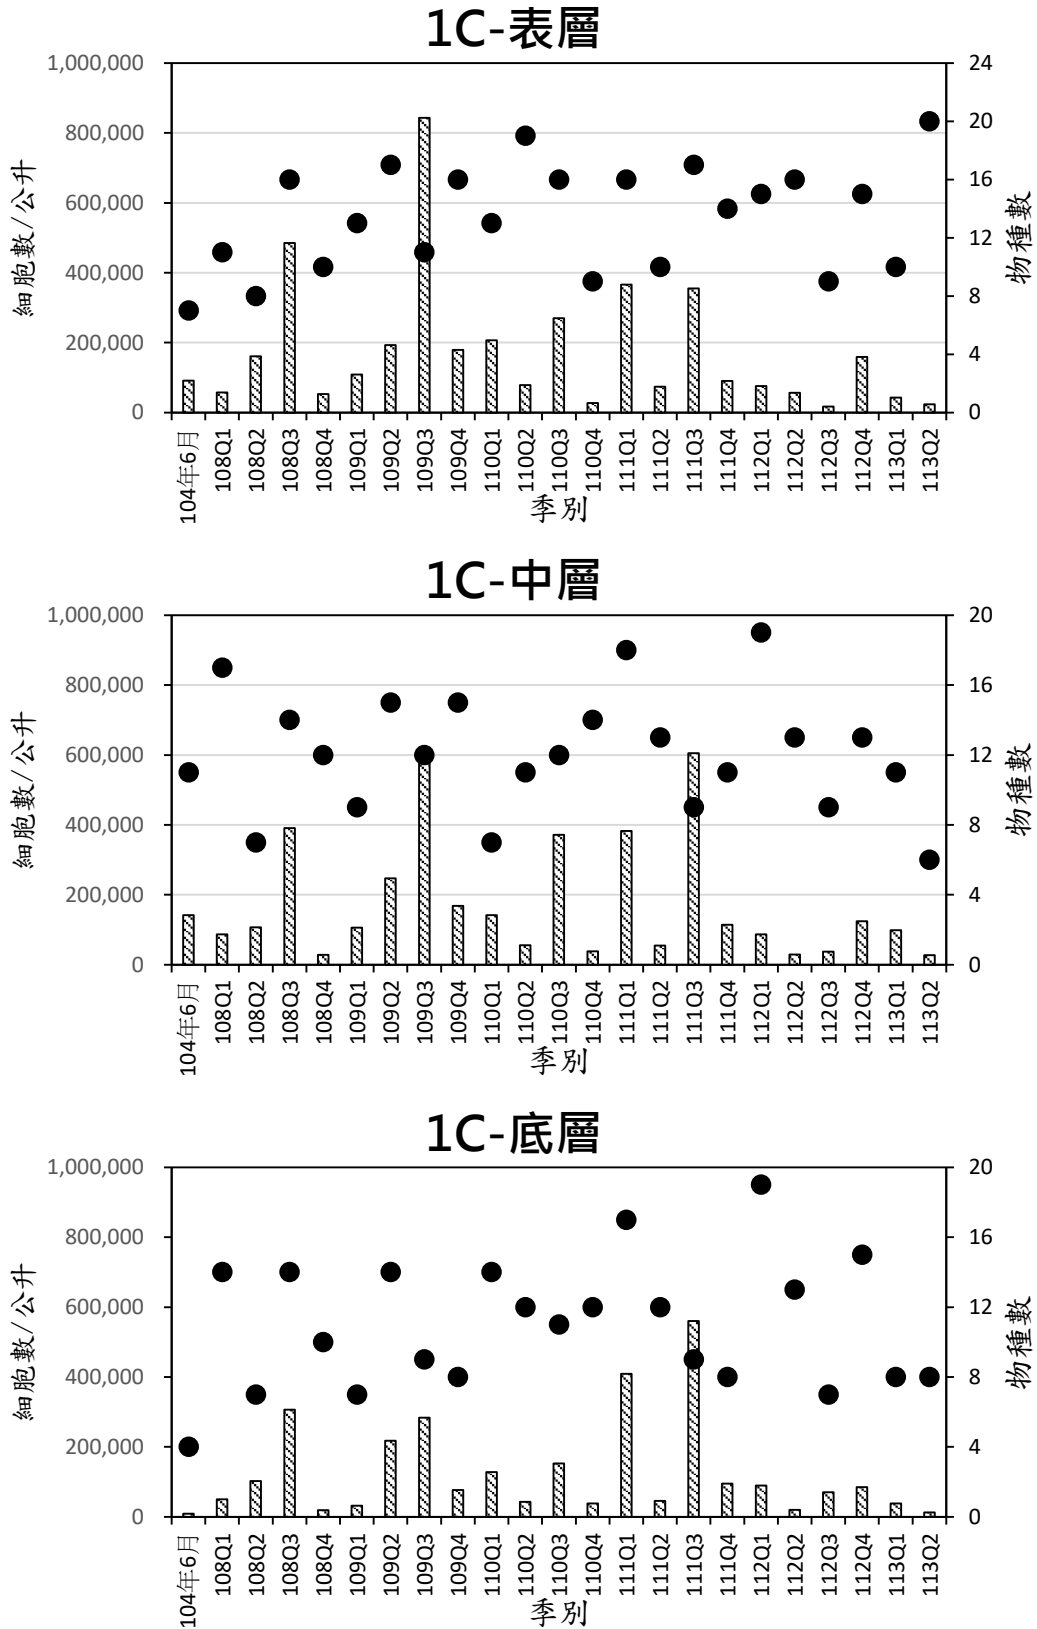 1C-表層
1,000,000
800,000
600,000
400,000
200,000
0
細胞數/公升
24
20
16
12
8
4
0
物種數
104年6月
108Q1
108Q2
108Q3
108Q4
109Q1
109Q2
109Q3
109Q4
110Q1
110Q2
110Q3
110Q4
111Q1
111Q2
111Q3
111Q4
112Q1
112Q2
112Q3
112Q4
113Q1
113Q2
季別
1C-中層
1,000,000
800,000
600,000
400,000
200,000
0
細胞數/公升
20
16
12
8
4
0
物種數
104年6月
108Q1
108Q2
108Q3
108Q4
109Q1
109Q2
109Q3
109Q4
110Q1
110Q2
110Q3
110Q4
111Q1
111Q2
111Q3
111Q4
112Q1
112Q2
112Q3
112Q4
113Q1
113Q2
季別
1C-底層
1,000,000
800,000
600,000
400,000
200,000
0
細胞數/公升
20
16
12
8
4
0
物種數
104年6月
108Q1
108Q2
108Q3
108Q4
109Q1
109Q2
109Q3
109Q4
110Q1
110Q2
110Q3
110Q4
111Q1
111Q2
111Q3
111Q4
112Q1
112Q2
112Q3
112Q4
113Q1
113Q2
季別